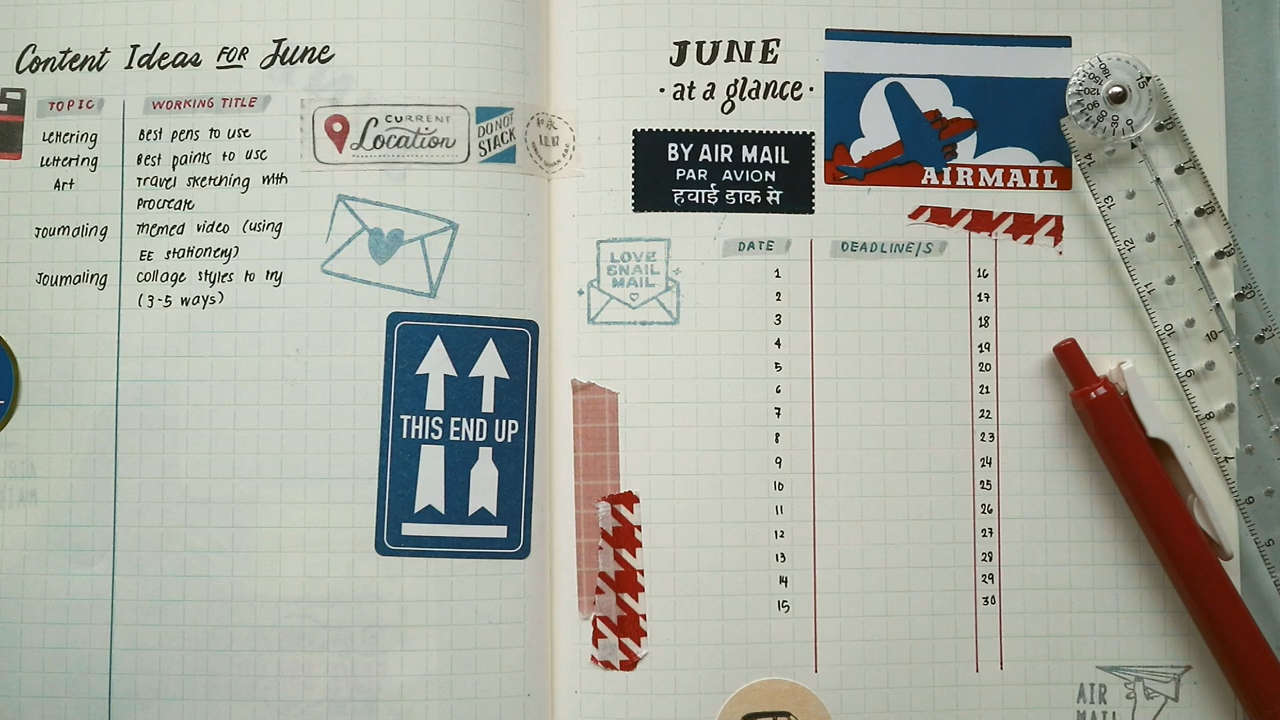 Content Ideas FOR June
TOPIC WORKING TITLE
Lettering Best pens to use
Lettering Best paints to use
Art Travel sketching with
Procreate
Journaling Themed video (using
EE stationery)
Journaling Collage styles to try
(3-5 ways)
CURRENT
Location
DO NOT
STACK
THIS END UP
JUNE
· at a glance ·
BY AIR MAIL
PAR AVION
हवाई डाक से
AIRMAIL
LOVE
SNAIL
MAIL
DATE DEADLINE/S
1 16
2 17
3 18
4 19
5 20
6 21
7 22
8 23
9 24
10 25
11 26
12 27
13 28
14 29
15 30
AIR
MAIL